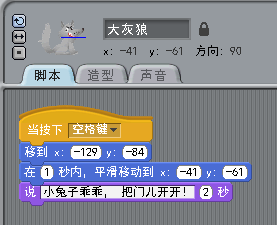 大灰狼
x: -41 y: -61 方向: 90
脚本 造型 声音
当按下 空格键
移到 x: -129 y: -84
在 1 秒内，平滑移动到 x: -41 y: -61
说 小兔子乖乖， 把门儿开开！ 2 秒